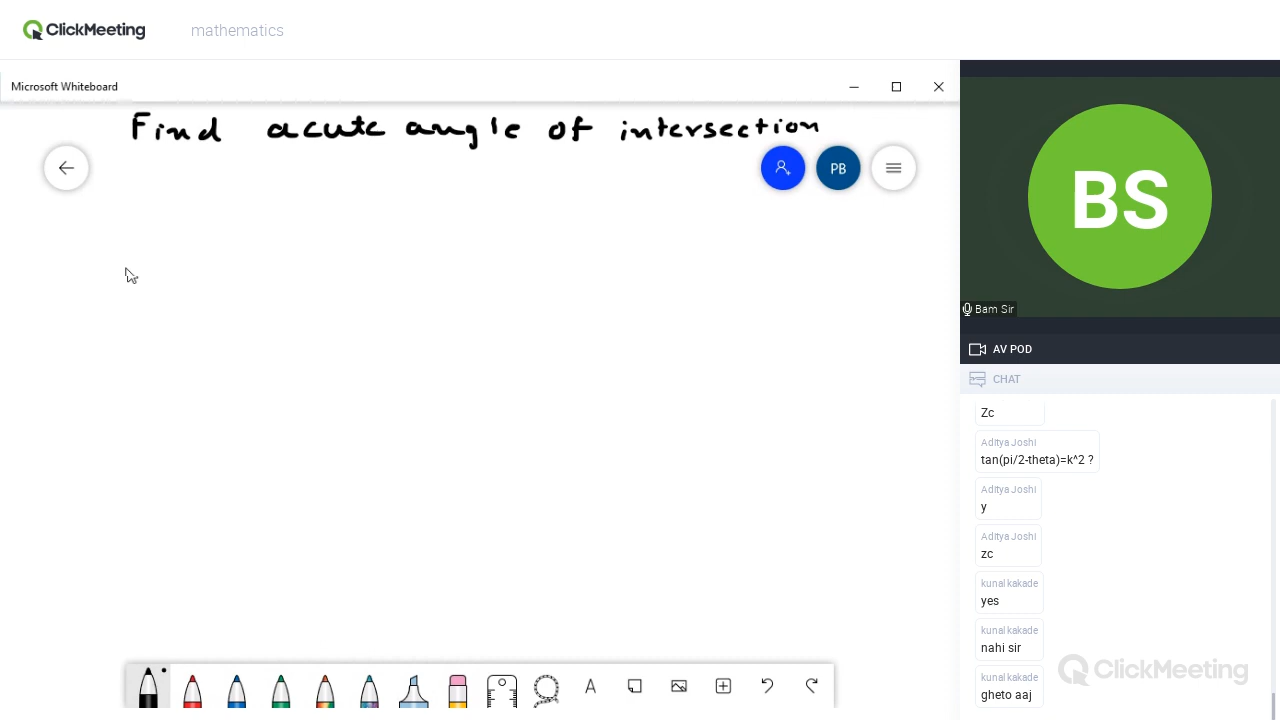 ClickMeeting mathematics
Microsoft Whiteboard
Find acute angle of intersection
PB
BS
Bam Sir
AV POD
CHAT
Zc
Aditya Joshi
tan(pi/2-theta)=k^2 ?
Aditya Joshi
y
Aditya Joshi
zc
kunal kakade
yes
kunal kakade
nahi sir
kunal kakade
gheto aaj
ClickMeeting
A